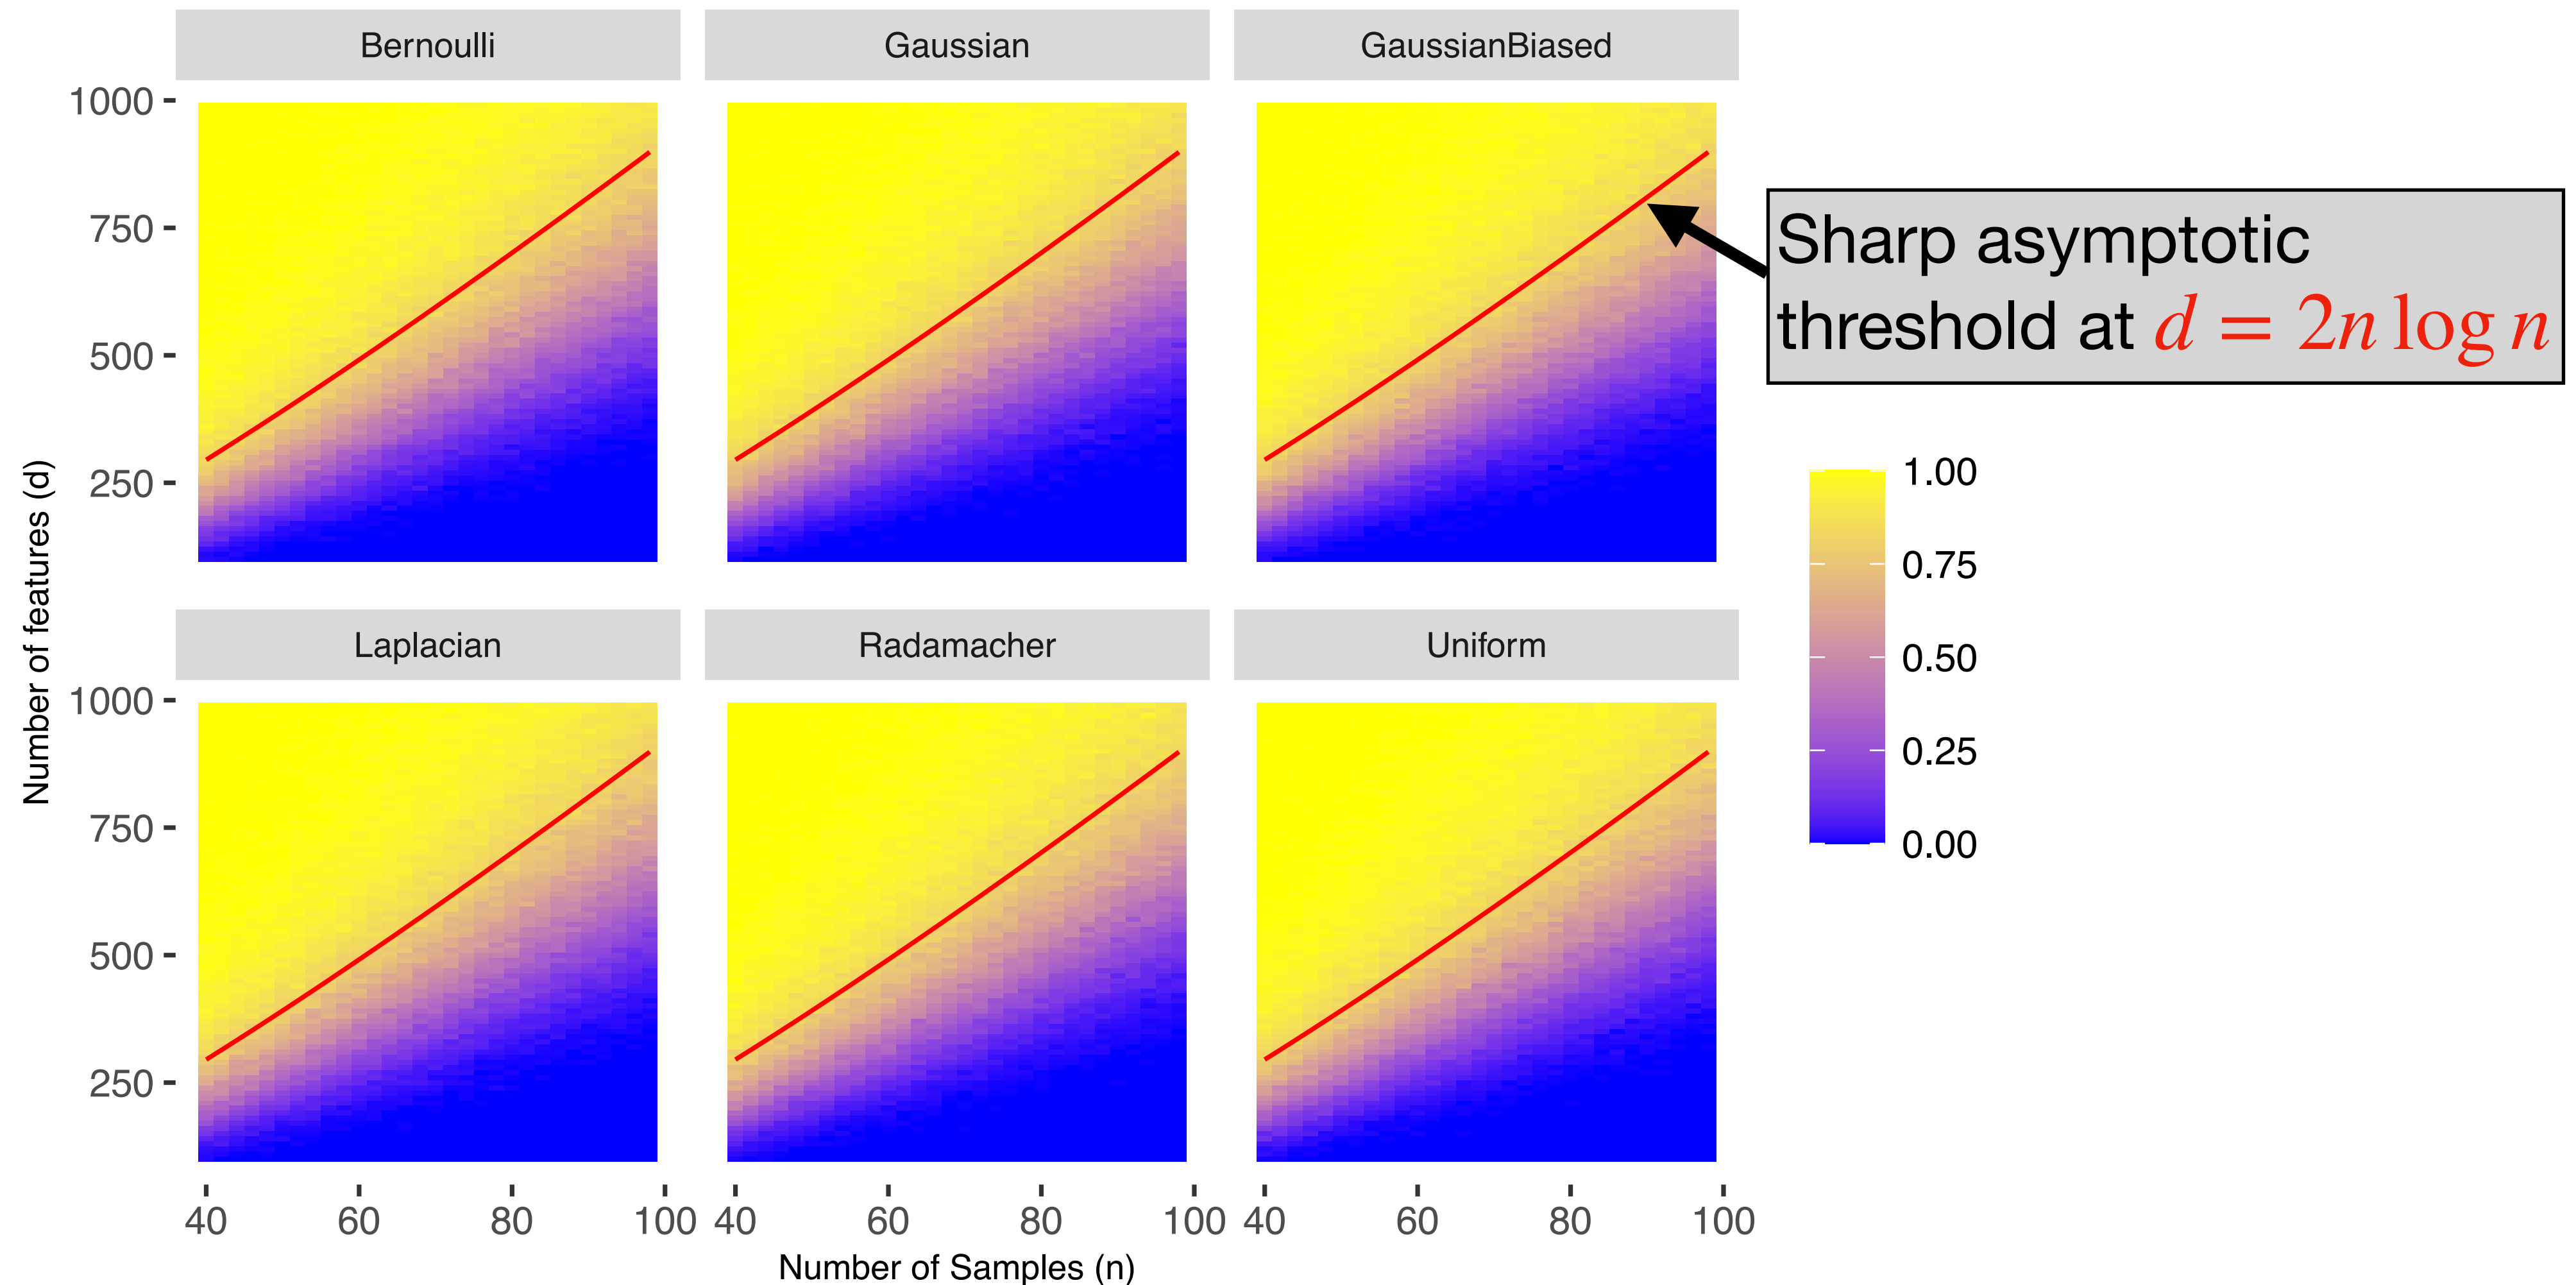 Bernoulli
Gaussian
GaussianBiased
1000
750
500
250
Sharp asymptotic
threshold at d = 2n log n
1.00
0.75
0.50
0.25
0.00
Number of features (d)
Laplacian
Radamacher
Uniform
1000
750
500
250
40 60 80 100 40 60 80 100 40 60 80 100
Number of Samples (n)